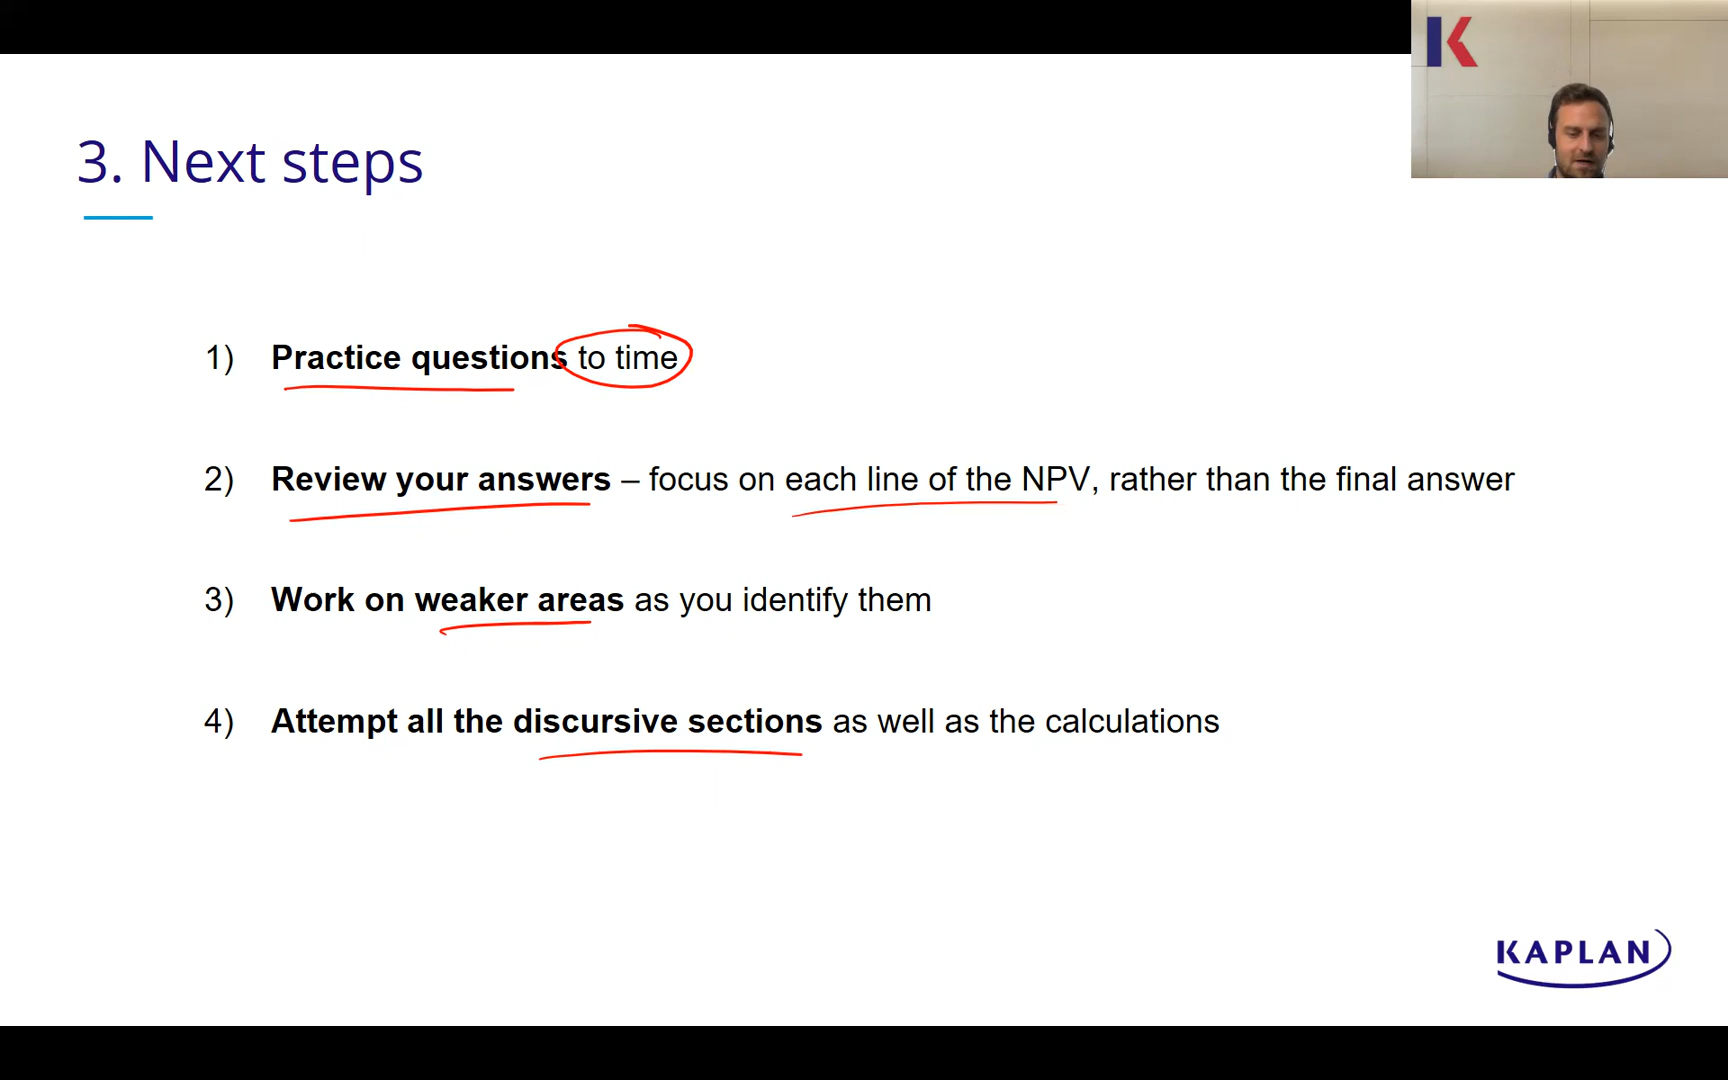 3. Next steps
1) Practice questions to time
2) Review your answers – focus on each line of the NPV, rather than the final answer
3) Work on weaker areas as you identify them
4) Attempt all the discursive sections as well as the calculations
KAPLAN
K